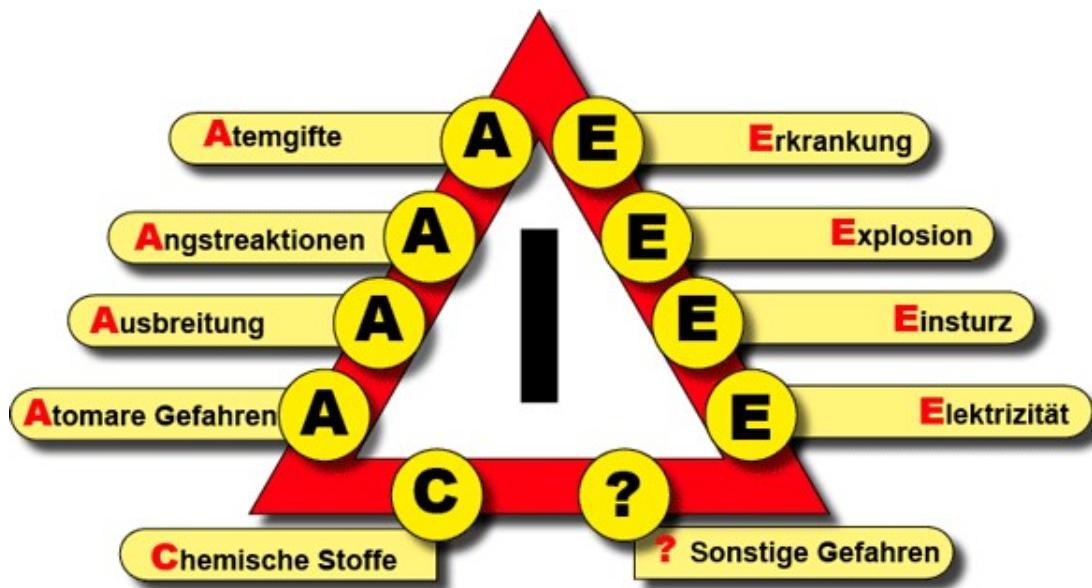 A E
Atemgifte
Erkrankung
A E
Angstreaktionen
Explosion
A E
Ausbreitung
Einsturz
A E
Atomare Gefahren
Elektrizität
C ?
Chemische Stoffe
? Sonstige Gefahren